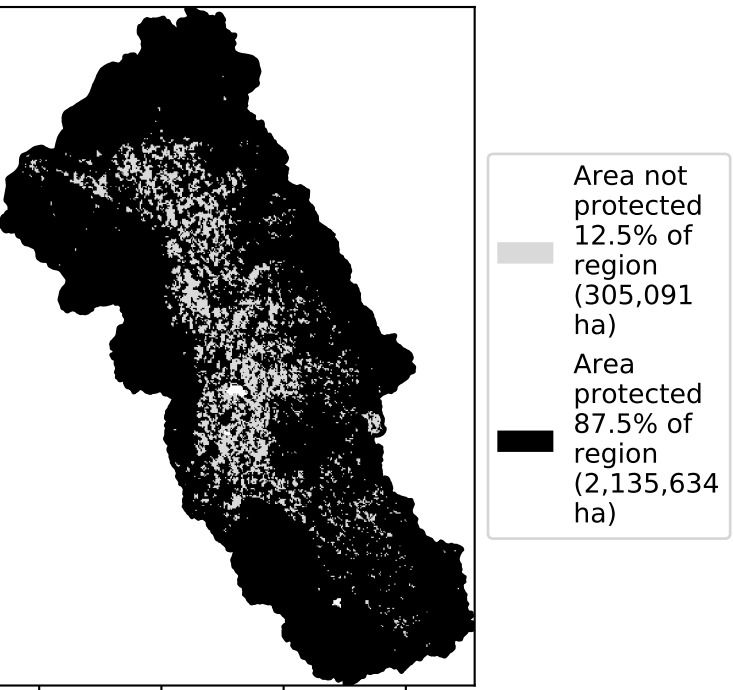 Area not
protected
12.5% of
region
(305,091
ha)
Area
protected
87.5% of
region
(2,135,634
ha)